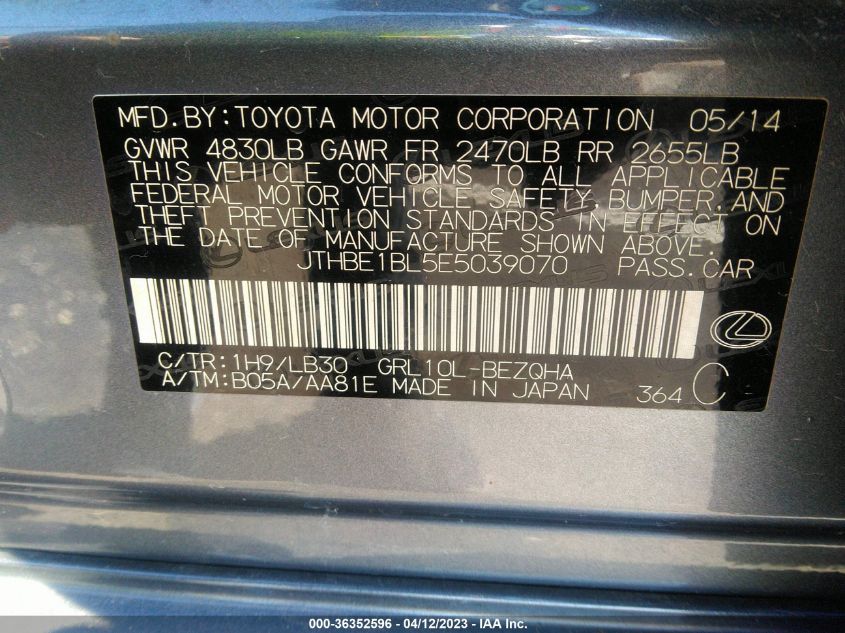 MFD.BY:TOYOTA MOTOR CORPORATION 05/14
GVWR 4830LB GAWR FR 2470LB RR 2655LB
THIS VEHICLE CONFORMS TO ALL APPLICABLE
FEDERAL MOTOR VEHICLE SAFETY, BUMPER, AND
THEFT PREVENTION STANDARDS IN EFFECT ON
THE DATE OF MANUFACTURE SHOWN ABOVE.
JTHBE1BL5E5039070 PASS.CAR
C/TR:1H9/LB30 GRL10L-BEZQHA
A/TM:B05A/AA81E MADE IN JAPAN 364 C
000-36352596 - 04/12/2023 - IAA Inc.